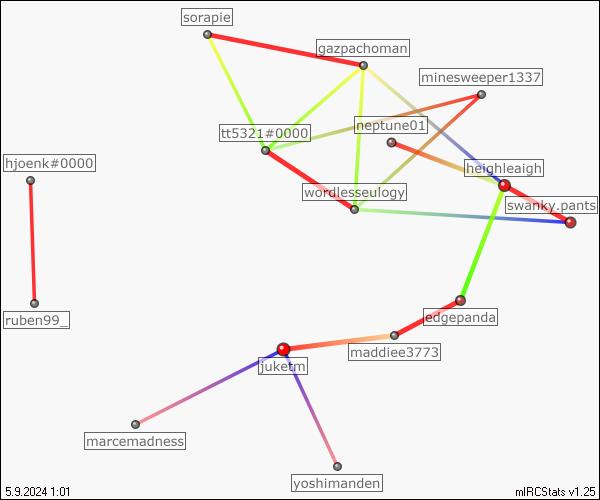 sorapie
gazpachoman
minesweeper1337
tt5321#0000
neptune01
hjoenk#0000
heighleaigh
wordlesseulogy
swanky.pants
ruben99_
edgepanda
maddiee3773
juketm
marcemadness
yoshimanden
5.9.2024 1:01
mIRCStats v1.25